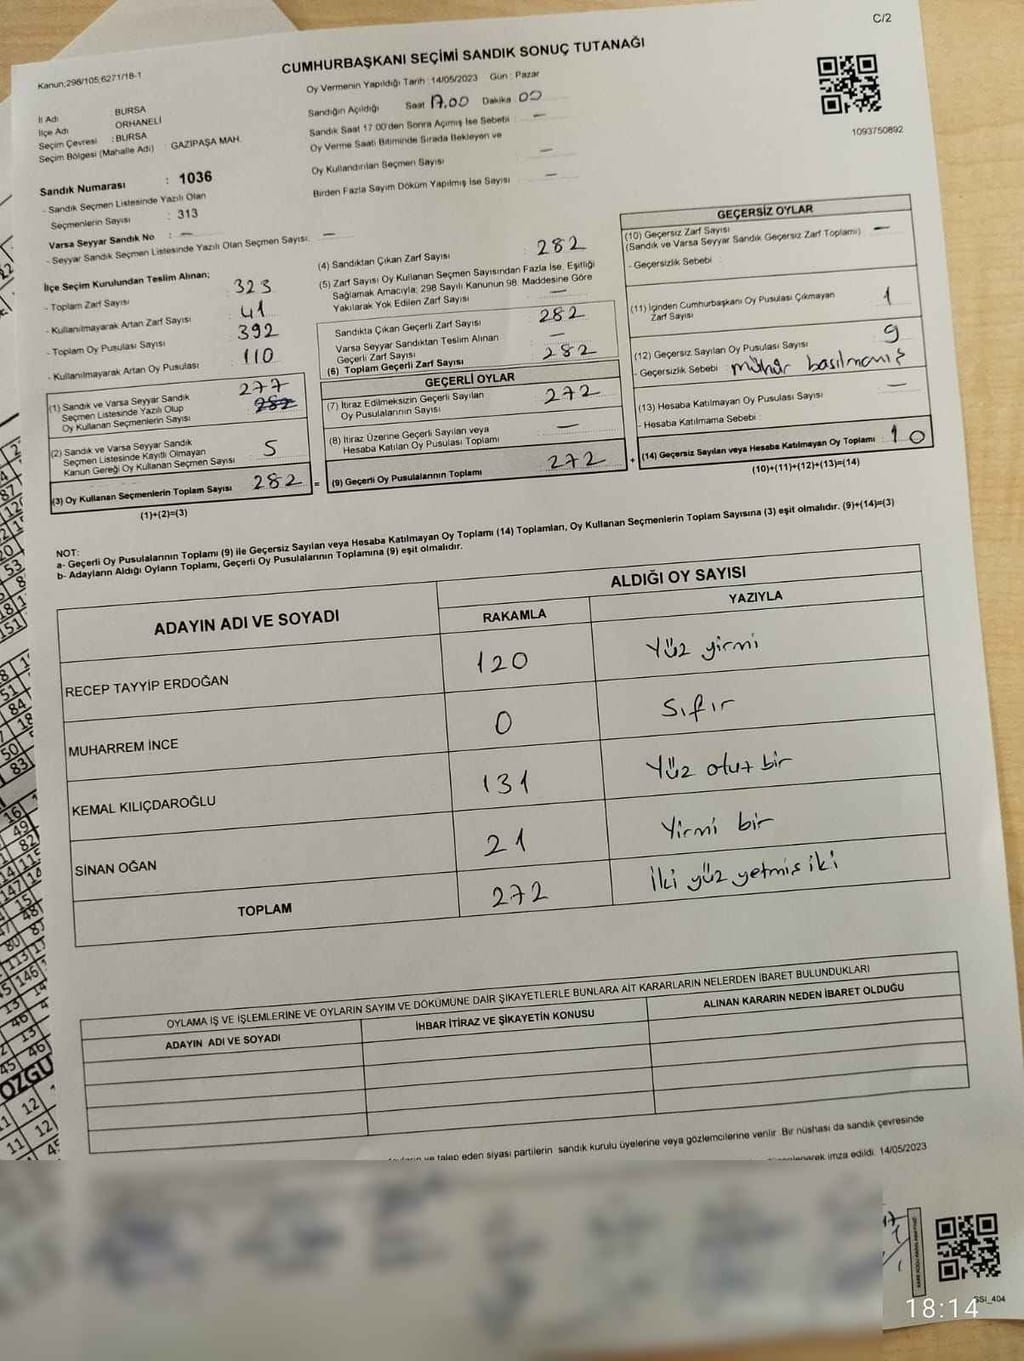 C/2
CUMHURBAŞKANI SEÇİMİ SANDIK SONUÇ TUTANAĞI
Kanun;298/105,6271/18-1
Oy Vermenin Yapıldığı Tarih : 14/05/2023 Gün : Pazar
Sandığın Açıldığı Saat 17.00 Dakika 00
Sandık Saat 17.00'den Sonra Açımış İse Sebebi : —
Oy Verme Saati Bitiminde Sırada Bekleyen ve
Oy Kullandırılan Seçmen Sayısı —
Birden Fazla Sayım Döküm Yapılmış İse Sayısı —
1093750892
İl Adı : BURSA
İlçe Adı ORHANELİ
Seçim Çevresi : BURSA
Seçim Bölgesi (Mahalle Adı) : GAZİPAŞA MAH.
Sandık Numarası : 1036
- Sandık Seçmen Listesinde Yazılı Olan
Seçmenlerin Sayısı : 313
Varsa Seyyar Sandık No : —
- Seyyar Sandık Seçmen Listesinde Yazılı Olan Seçmen Sayısı: —
İlçe Seçim Kurulundan Teslim Alınan;
- Toplam Zarf Sayısı : 323
- Kullanılmayarak Artan Zarf Sayısı : 41
- Toplam Oy Pusulası Sayısı : 392
- Kullanılmayarak Artan Oy Pusulası : 110
(1) Sandık ve Varsa Seyyar Sandık
Seçmen Listesinde Yazılı Olup
Oy Kullanan Seçmenlerin Sayısı
277
282
(2) Sandık ve Varsa Seyyar Sandık
Seçmen Listesinde Kayıtlı Olmayan
Kanun Gereği Oy Kullanan Seçmen Sayısı 5
(3) Oy Kullanan Seçmenlerin Toplam Sayısı 282 =
(1)+(2)=(3)
(4) Sandıktan Çıkan Zarf Sayısı : 282
(5) Zarf Sayısı Oy Kullanan Seçmen Sayısından Fazla İse, Eşitliği
Sağlamak Amacıyla; 298 Sayılı Kanunun 98. Maddesine Göre
Yakılarak Yok Edilen Zarf Sayısı : —
Sandıkta Çıkan Geçerli Zarf Sayısı : 282
Varsa Seyyar Sandıktan Teslim Alınan
Geçerli Zarf Sayısı : —
(6) Toplam Geçerli Zarf Sayısı : 282
GEÇERLİ OYLAR
(7) İtiraz Edilmeksizin Geçerli Sayılan
Oy Pusulalarının Sayısı : 272
(8) İtiraz Üzerine Geçerli Sayılan veya
Hesaba Katılan Oy Pusulası Toplamı : —
(9) Geçerli Oy Pusulalarının Toplamı : 272 +
GEÇERSİZ OYLAR
(10) Geçersiz Zarf Sayısı
(Sandık ve Varsa Seyyar Sandık Geçersiz Zarf Toplamı) : —
- Geçersizlik Sebebi :
(11) İçinden Cumhurbaşkanı Oy Pusulası Çıkmayan
Zarf Sayısı : 1
(12) Geçersiz Sayılan Oy Pusulası Sayısı : 9
- Geçersizlik Sebebi mühür basılmamış
(13) Hesaba Katılmayan Oy Pusulası Sayısı : —
- Hesaba Katılmama Sebebi :
(14) Geçersiz Sayılan veya Hesaba Katılmayan Oy Toplamı : 10
(10)+(11)+(12)+(13)=(14)
NOT:
a- Geçerli Oy Pusulalarının Toplamı (9) ile Geçersiz Sayılan veya Hesaba Katılmayan Oy Toplamı (14) Toplamları, Oy Kullanan Seçmenlerin Toplam Sayısına (3) eşit olmalıdır. (9)+(14)=(3)
b- Adayların Aldığı Oyların Toplamı, Geçerli Oy Pusulalarının Toplamına (9) eşit olmalıdır.
ADAYIN ADI VE SOYADI
ALDIĞI OY SAYISI
RAKAMLA YAZIYLA
RECEP TAYYİP ERDOĞAN 120 Yüz yirmi
MUHARREM İNCE 0 Sıfır
KEMAL KILIÇDAROĞLU 131 Yüz otuz bir
SİNAN OĞAN 21 Yirmi bir
TOPLAM 272 İki yüz yetmiş iki
OYLAMA İŞ VE İŞLEMLERİNE VE OYLARIN SAYIM VE DÖKÜMÜNE DAİR ŞİKAYETLERLE BUNLARA AİT KARARLARIN NELERDEN İBARET BULUNDUKLARI
ADAYIN ADI VE SOYADI İHBAR İTİRAZ VE ŞİKAYETİN KONUSU ALINAN KARARIN NEDEN İBARET OLDUĞU
ve talep eden siyasi partilerin sandık kurulu üyelerine veya gözlemcilerine verilir. Bir nüshası da sandık çevresinde
imza edildi. 14/05/2023
18:14